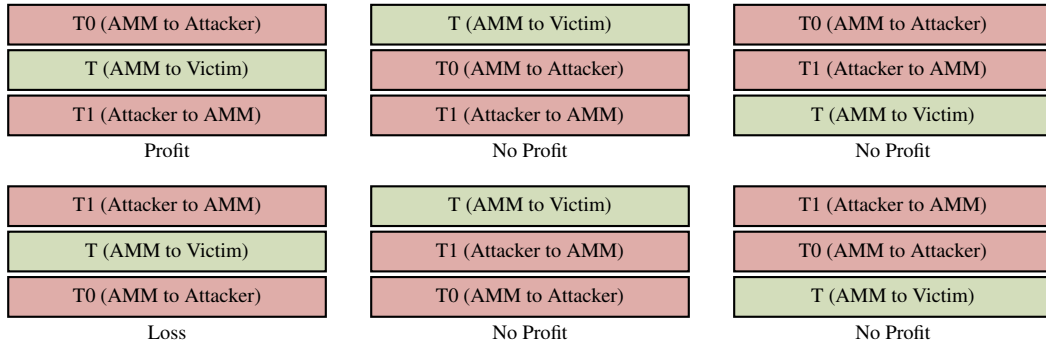 T0 (AMM to Attacker)
T (AMM to Victim)
T1 (Attacker to AMM)
Profit
T (AMM to Victim)
T0 (AMM to Attacker)
T1 (Attacker to AMM)
No Profit
T0 (AMM to Attacker)
T1 (Attacker to AMM)
T (AMM to Victim)
No Profit
T1 (Attacker to AMM)
T (AMM to Victim)
T0 (AMM to Attacker)
Loss
T (AMM to Victim)
T1 (Attacker to AMM)
T0 (AMM to Attacker)
No Profit
T1 (Attacker to AMM)
T0 (AMM to Attacker)
T (AMM to Victim)
No Profit